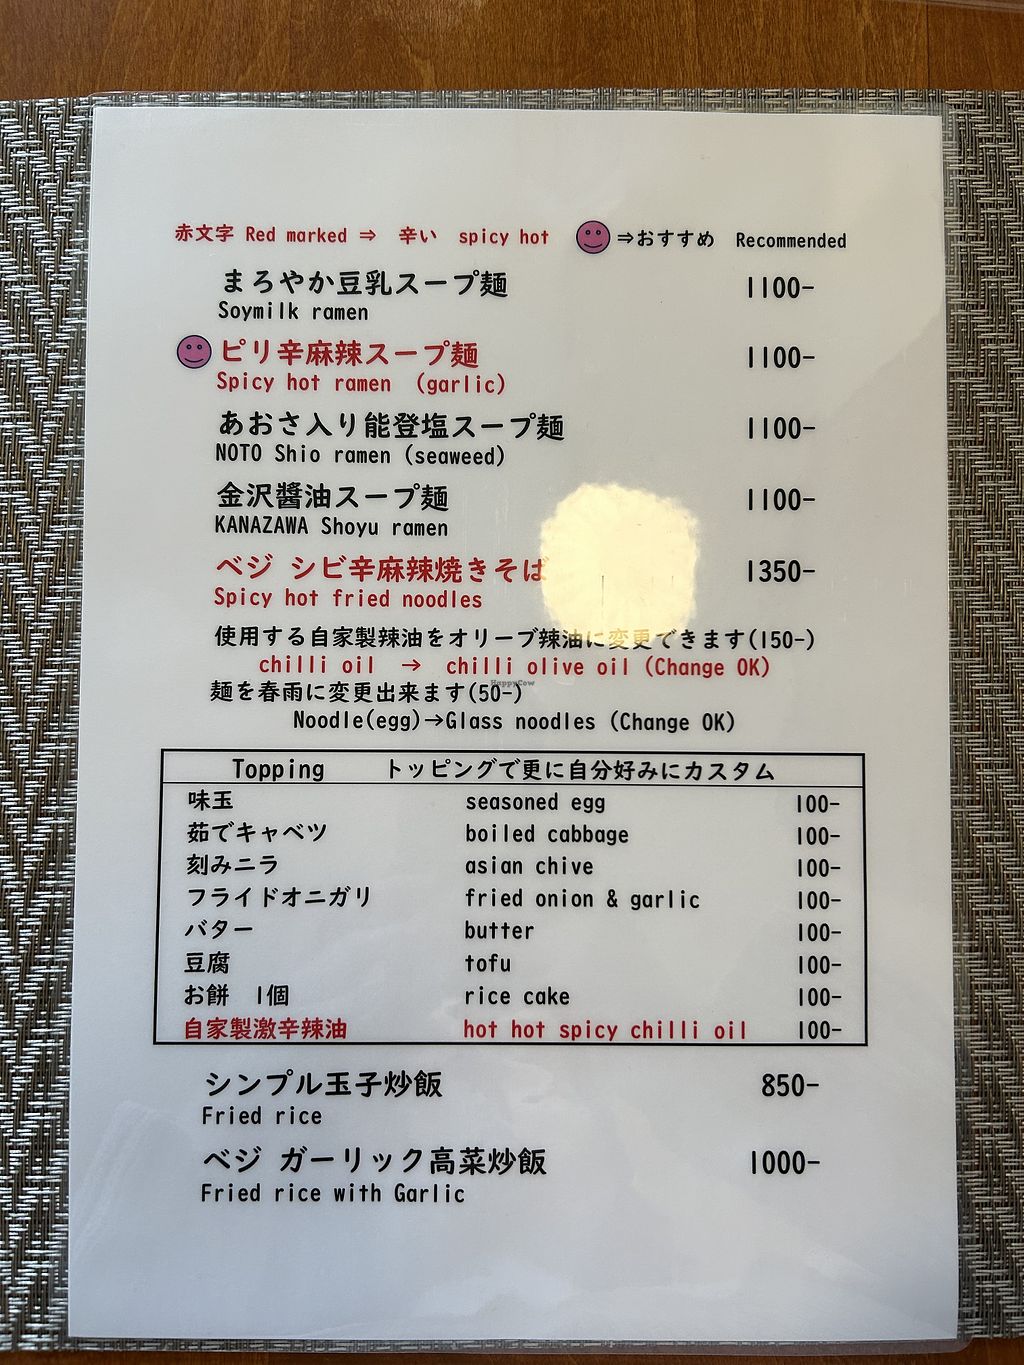 赤文字 Red marked ⇒ 辛い spicy hot ⇒おすすめ Recommended
まろやか豆乳スープ麺 1100-
Soymilk ramen
ピリ辛麻辣スープ麺 1100-
Spicy hot ramen (garlic)
あおさ入り能登塩スープ麺 1100-
NOTO Shio ramen (seaweed)
金沢醬油スープ麺 1100-
KANAZAWA Shoyu ramen
ベジ シビ辛麻辣焼きそば 1350-
Spicy hot fried noodles
使用する自家製辣油をオリーブ辣油に変更できます(150-)
chilli oil → chilli olive oil (Change OK)
HappyCow
麺を春雨に変更出来ます(50-)
Noodle(egg)→Glass noodles (Change OK)
Topping トッピングで更に自分好みにカスタム
味玉 seasoned egg 100-
茹でキャベツ boiled cabbage 100-
刻みニラ asian chive 100-
フライドオニガリ fried onion & garlic 100-
バター butter 100-
豆腐 tofu 100-
お餅 1個 rice cake 100-
自家製激辛辣油 hot hot spicy chilli oil 100-
シンプル玉子炒飯 850-
Fried rice
ベジ ガーリック高菜炒飯 1000-
Fried rice with Garlic